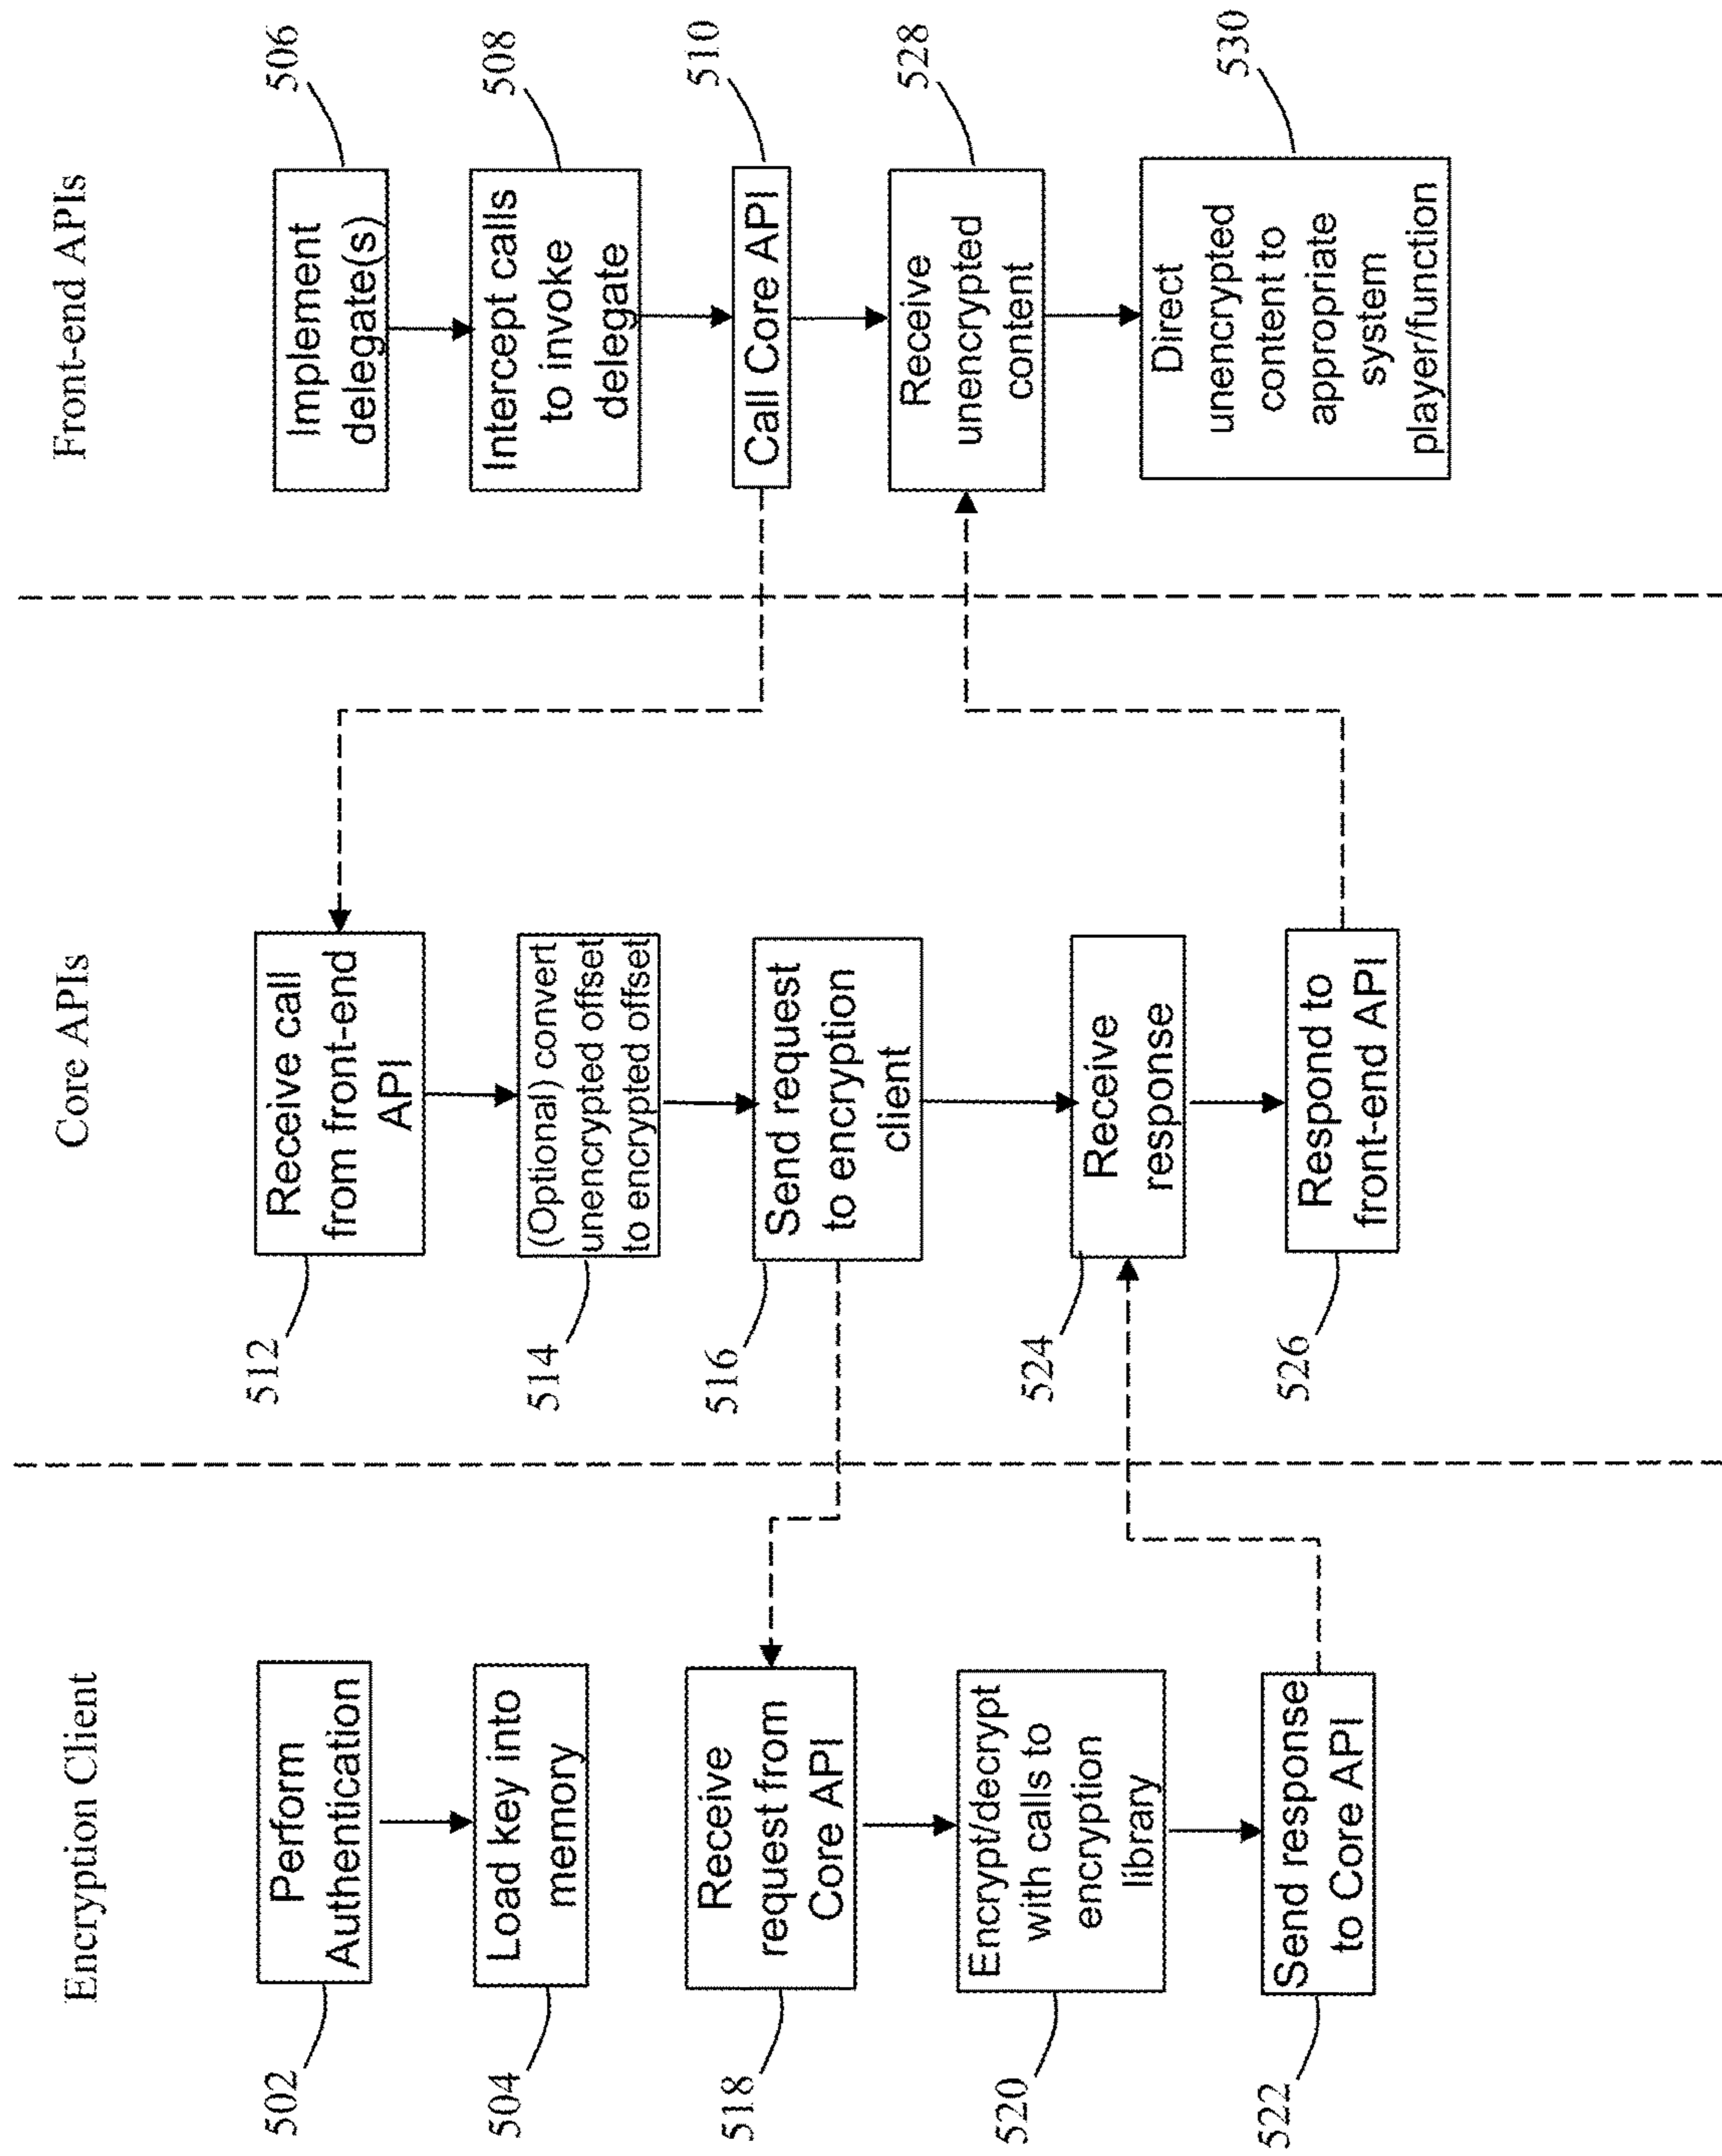 Encryption Client
Perform
Authentication
502
Load key into
memory
504
Receive
request from
Core API
518
Encrypt/decrypt
with calls to
encryption
library
520
Send response
to Core API
522
Core APIs
Receive call
from front-end
API
512
(Optional) convert
unencrypted offset
to encrypted offset
514
Send request
to encryption
client
516
Receive
response
524
Respond to
front-end API
526
Front-end APIs
Implement
delegate(s)
506
Intercept calls
to invoke
delegate
508
Call Core API
510
Receive
unencrypted
content
528
Direct
unencrypted
content to
appropriate
system
player/function
530